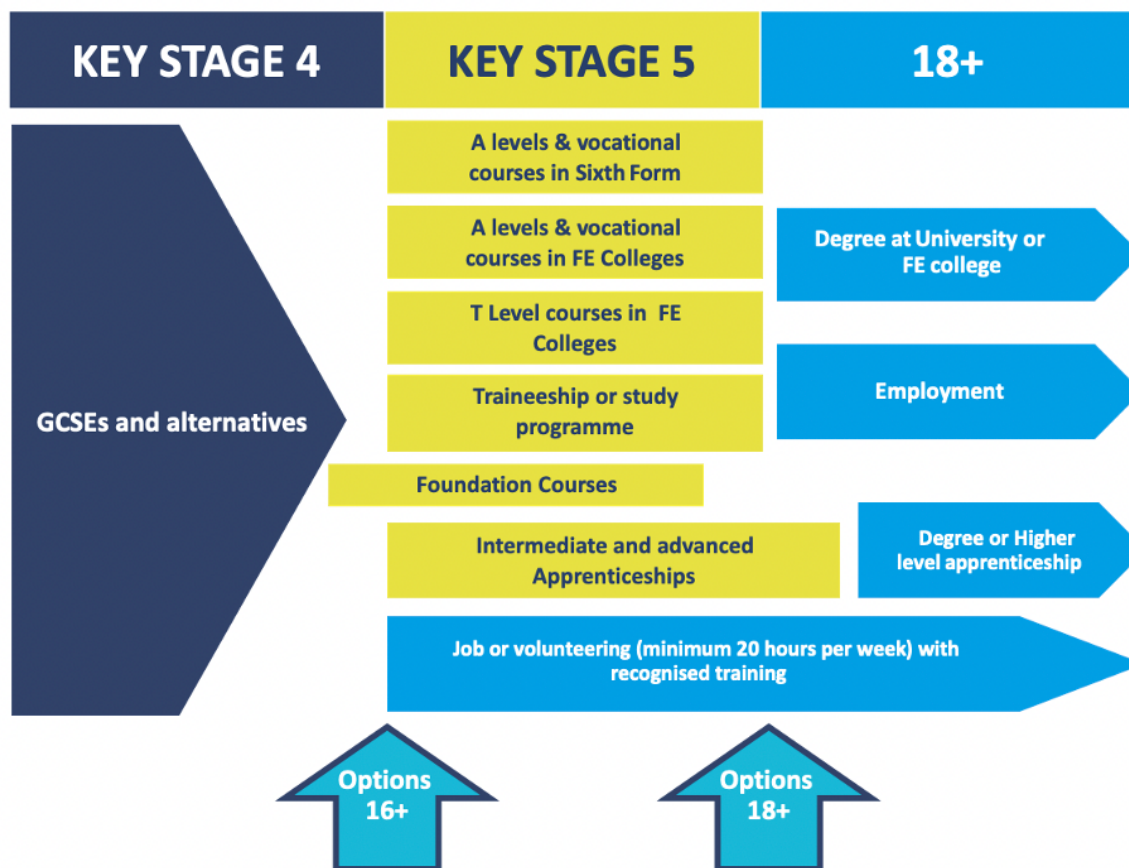 KEY STAGE 4
KEY STAGE 5
18+
GCSEs and alternatives
A levels & vocational
courses in Sixth Form
A levels & vocational
courses in FE Colleges
T Level courses in FE
Colleges
Traineeship or study
programme
Foundation Courses
Intermediate and advanced
Apprenticeships
Degree at University or
FE college
Employment
Degree or Higher
level apprenticeship
Job or volunteering (minimum 20 hours per week) with
recognised training
Options
16+
Options
18+